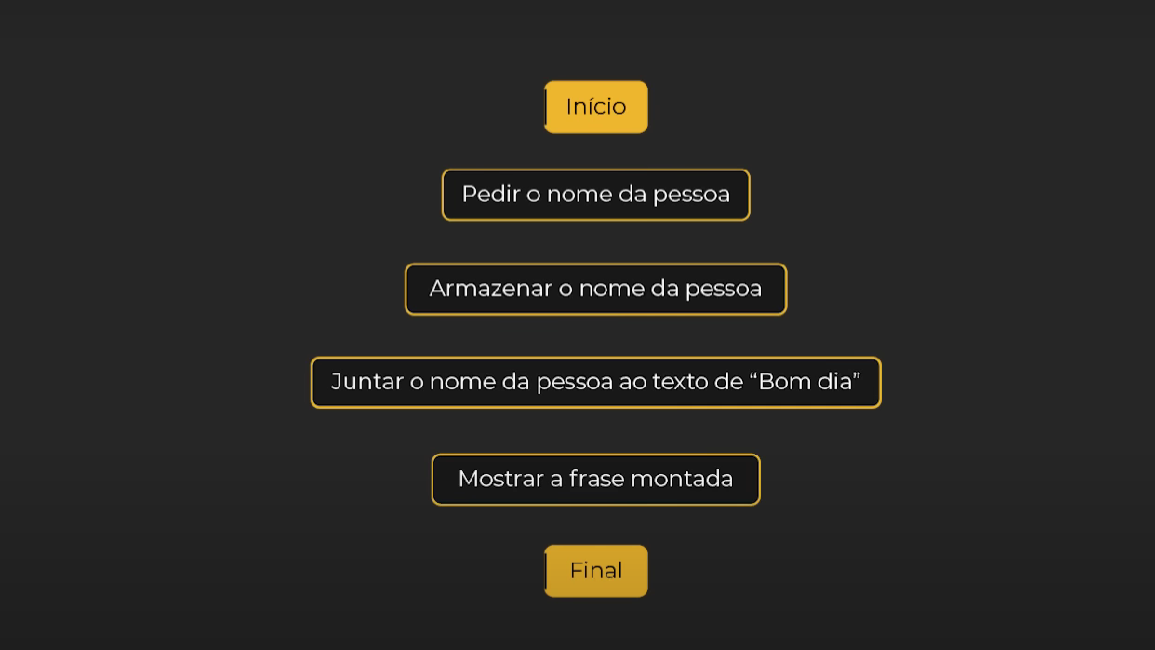 Início
Pedir o nome da pessoa
Armazenar o nome da pessoa
Juntar o nome da pessoa ao texto de “Bom dia”
Mostrar a frase montada
Final